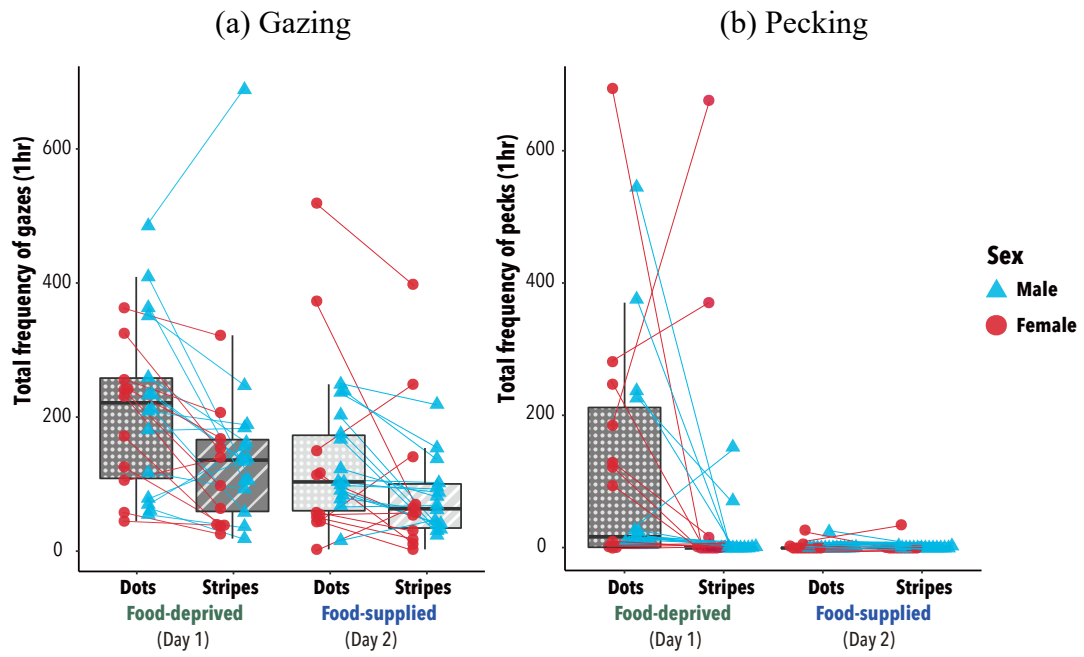 (a) Gazing
(b) Pecking
Total frequency of gazes (1hr)
600
400
200
0
Dots Stripes Dots Stripes
Food-deprived Food-supplied
(Day 1) (Day 2)
Total frequency of pecks (1hr)
600
400
200
0
Dots Stripes Dots Stripes
Food-deprived Food-supplied
(Day 1) (Day 2)
Sex
Male
Female